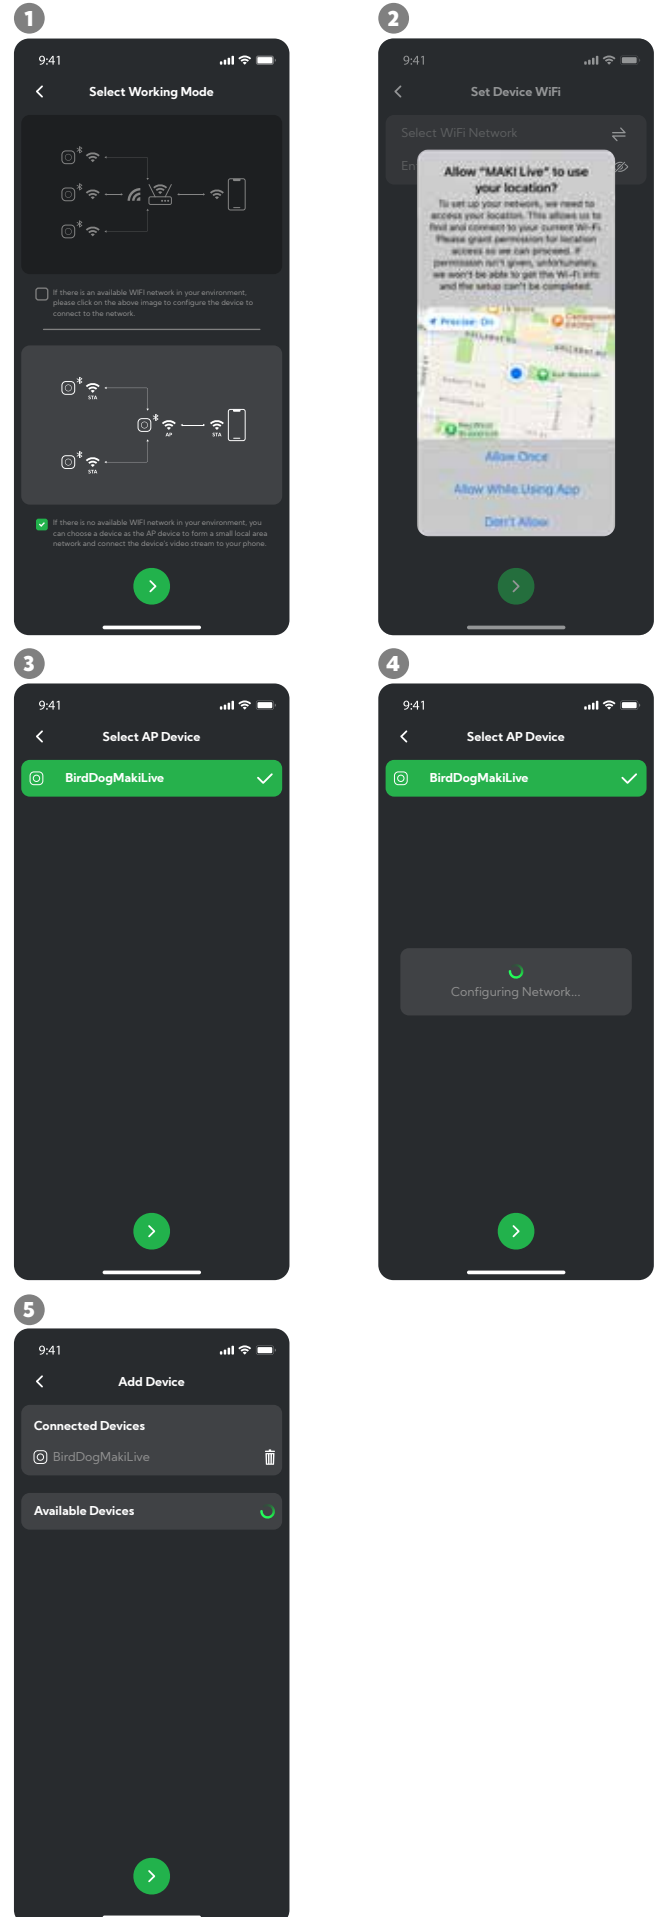 1
9:41
Select Working Mode
If there is an available WIFI network in your environment,
please click on the above image to configure the device to
connect to the network.
STA
AP
STA
STA
If there is no available WIFI network in your environment, you
can choose a device as the AP device to form a small local area
network and connect the device's video stream to your phone.
2
9:41
Set Device WiFi
Select WiFi Network
En
Allow "MAKI Live" to use
your location?
To set up your network, we need to
access your location. This allows us to
find and connect to your current Wi-Fi.
Please grant permission for location
access so we can proceed. If
permission isn't given, unfortunately,
we won't be able to get the Wi-Fi info
and the setup can't be completed.
Precise: On
Allow Once
Allow While Using App
Don't Allow
3
9:41
Select AP Device
BirdDogMakiLive
4
9:41
Select AP Device
BirdDogMakiLive
Configuring Network...
5
9:41
Add Device
Connected Devices
BirdDogMakiLive
Available Devices